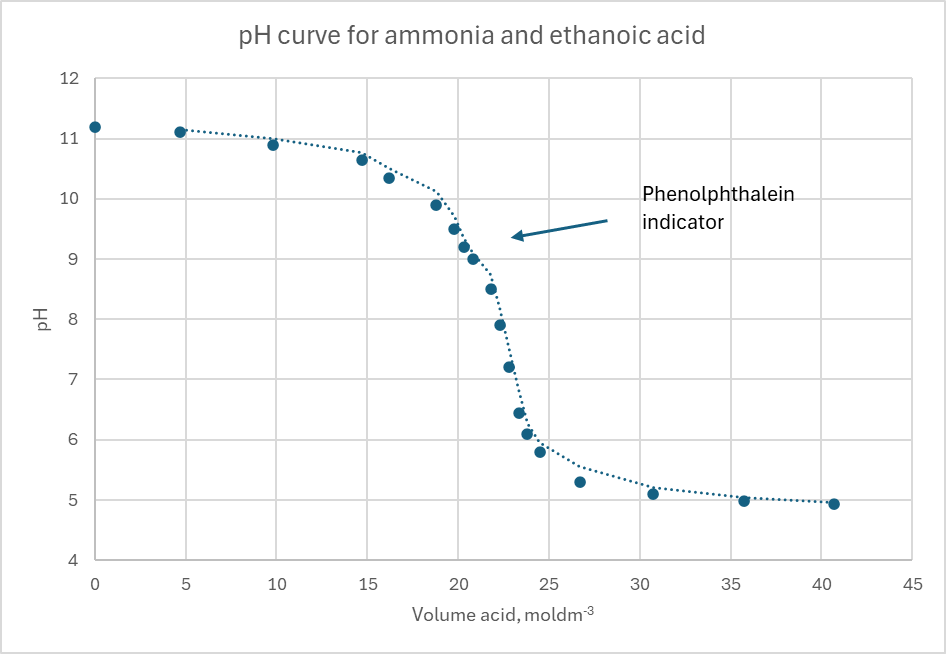 pH curve for ammonia and ethanoic acid
12
11
10
9
8
7
6
5
4
pH
Phenolphthalein
indicator
0 5 10 15 20 25 30 35 40 45
Volume acid, moldm⁻³